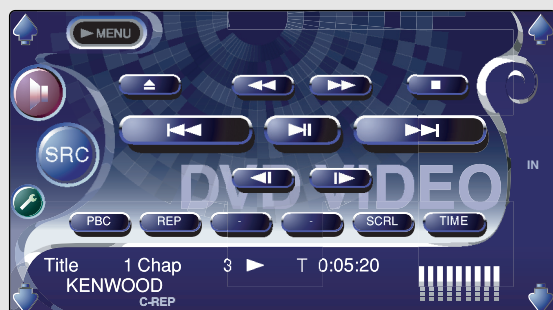 MENU
SRC
DVD VIDEO
IN
PBC REP - - SCRL TIME
Title 1 Chap 3 ► T 0:05:20
KENWOOD
C-REP